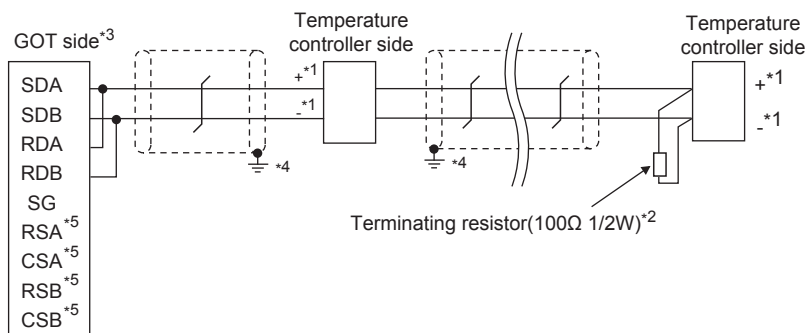 GOT side*3
SDA
SDB
RDA
RDB
SG
RSA*5
CSA*5
RSB*5
CSB*5
*4
Temperature
controller side
+*1
-*1
*4
Terminating resistor(100Ω 1/2W)*2
Temperature
controller side
+*1
-*1